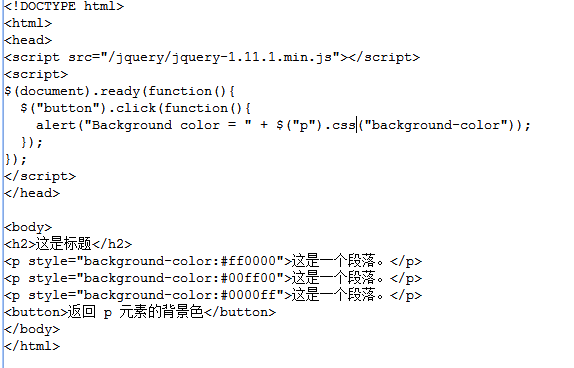 <!DOCTYPE html>
<html>
<head>
<script src="/jquery/jquery-1.11.1.min.js"></script>
<script>
$(document).ready(function(){
  $("button").click(function(){
    alert("Background color = " + $("p").css("background-color"));
  });
});
</script>
</head>

<body>
<h2>这是标题</h2>
<p style="background-color:#ff0000">这是一个段落。</p>
<p style="background-color:#00ff00">这是一个段落。</p>
<p style="background-color:#0000ff">这是一个段落。</p>
<button>返回 p 元素的背景色</button>
</body>
</html>